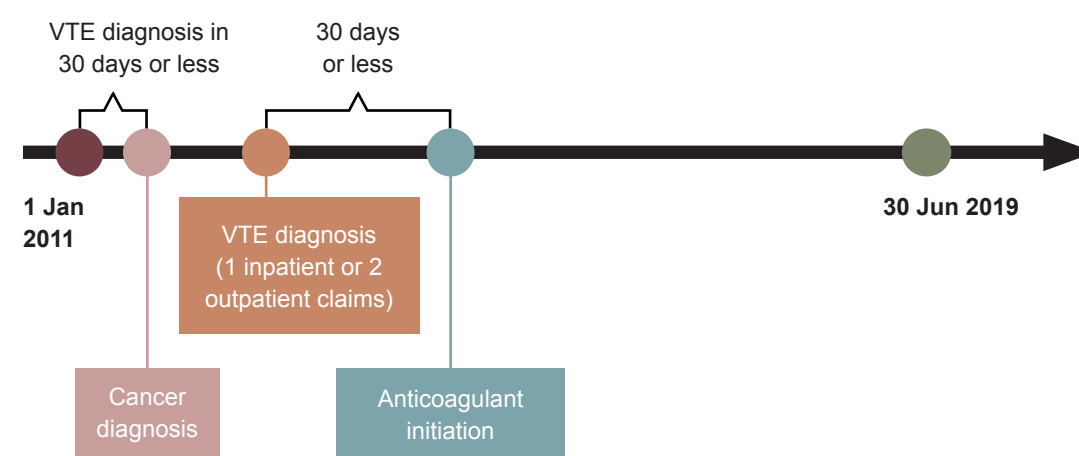 VTE diagnosis in
30 days or less
30 days
or less
1 Jan
2011
30 Jun 2019
VTE diagnosis
(1 inpatient or 2
outpatient claims)
Cancer
diagnosis
Anticoagulant
initiation